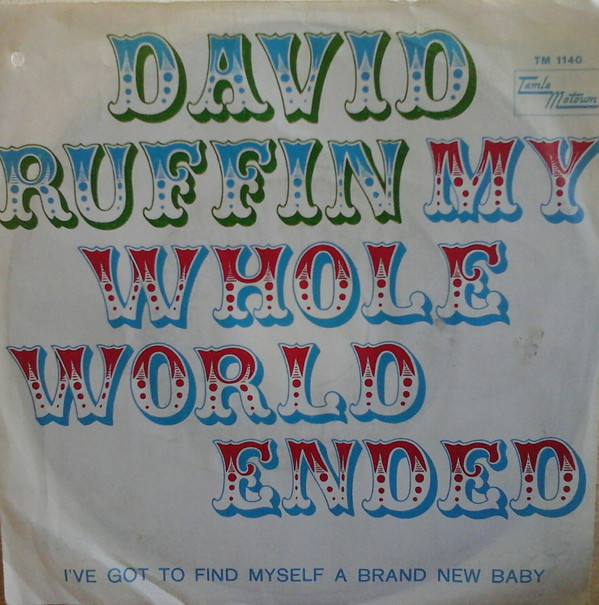 DAVID
TM 1140
Tamla
Motown
RUFFIN MY
WHOLE
WORLD
ENDED
I'VE GOT TO FIND MYSELF A BRAND NEW BABY